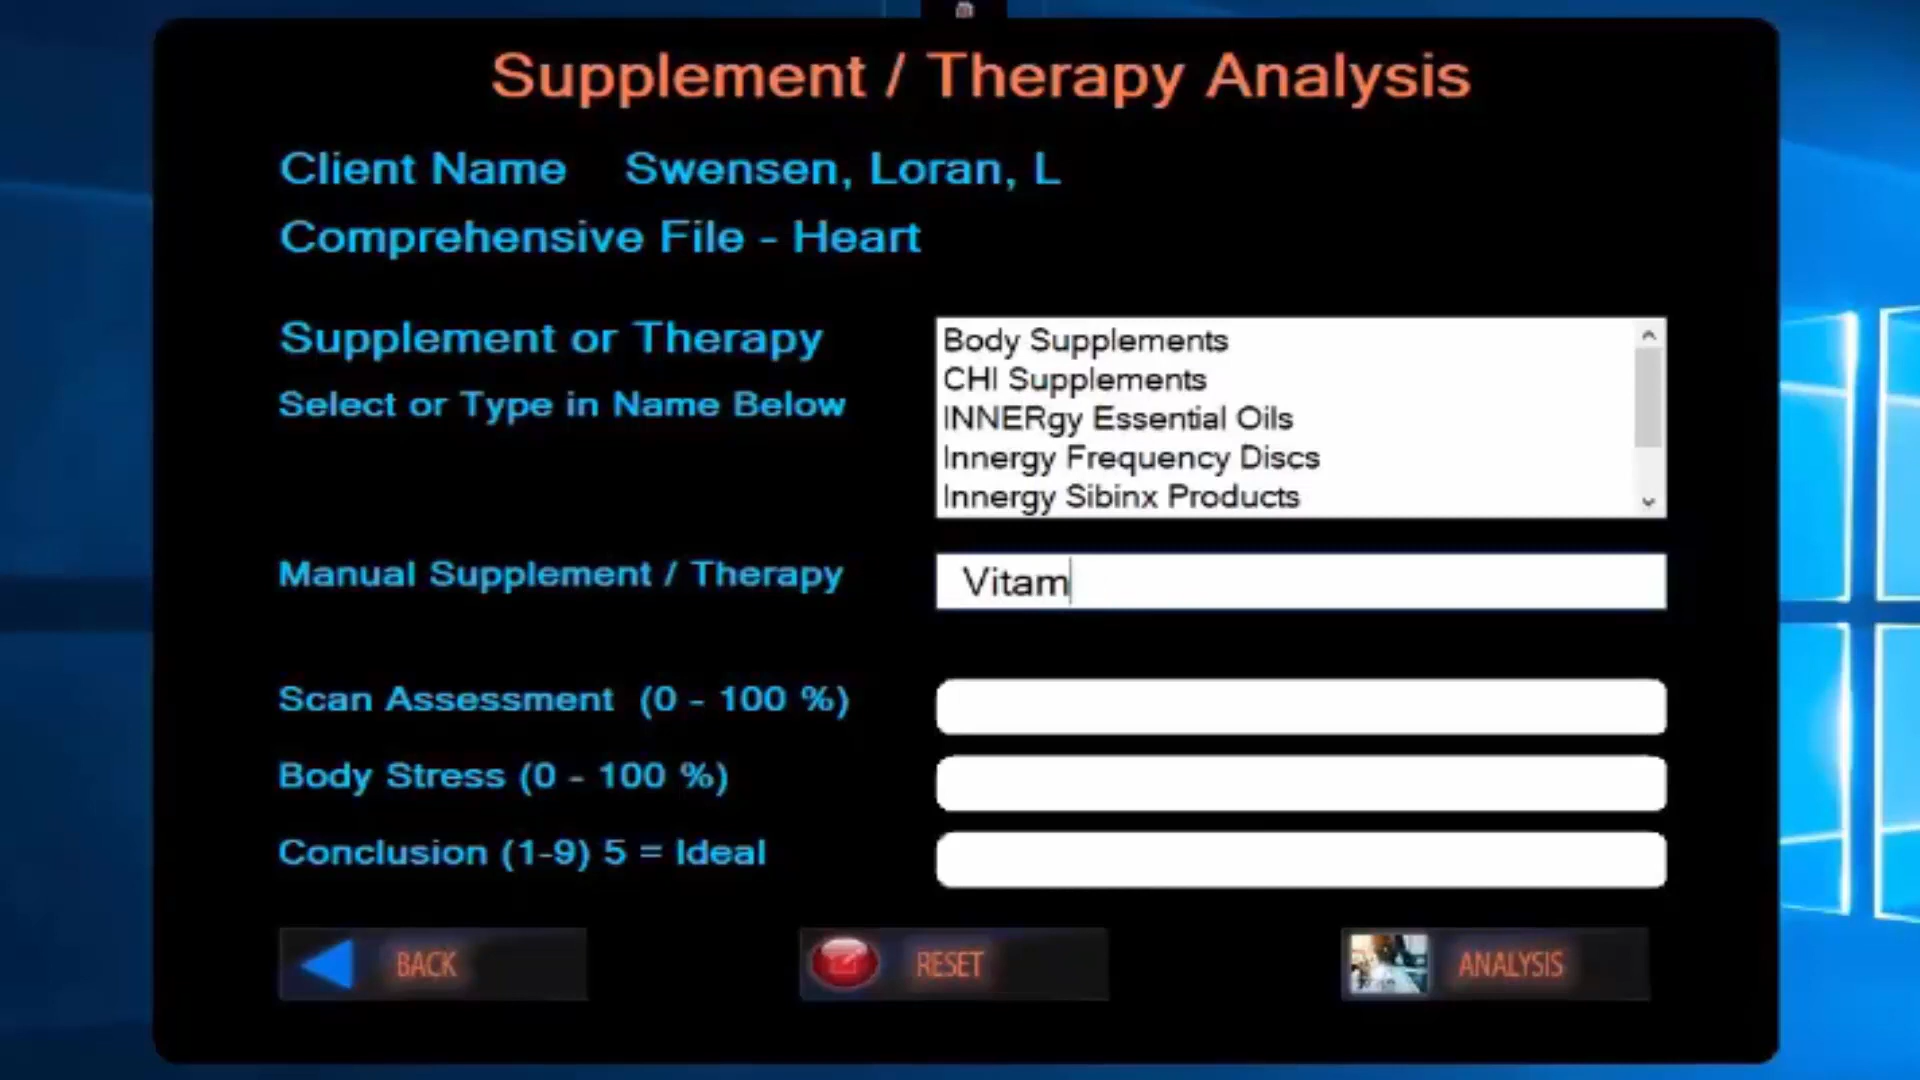 Supplement / Therapy Analysis
Client Name Swensen, Loran, L
Comprehensive File - Heart
Supplement or Therapy
Select or Type in Name Below
Body Supplements
CHI Supplements
INNERgy Essential Oils
Innergy Frequency Discs
Innergy Sibinx Products
Manual Supplement / Therapy Vitam
Scan Assessment (0 - 100 %)
Body Stress (0 - 100 %)
Conclusion (1-9) 5 = Ideal
BACK RESET ANALYSIS